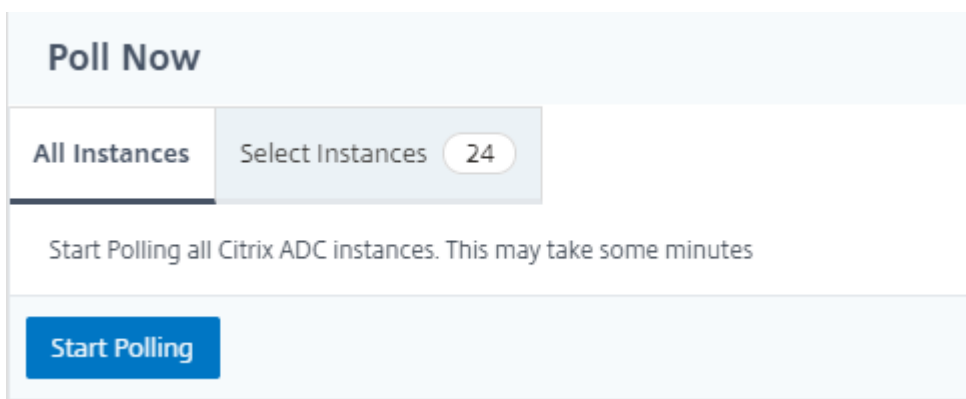 Poll Now
All Instances Select Instances 24
Start Polling all Citrix ADC instances. This may take some minutes
Start Polling